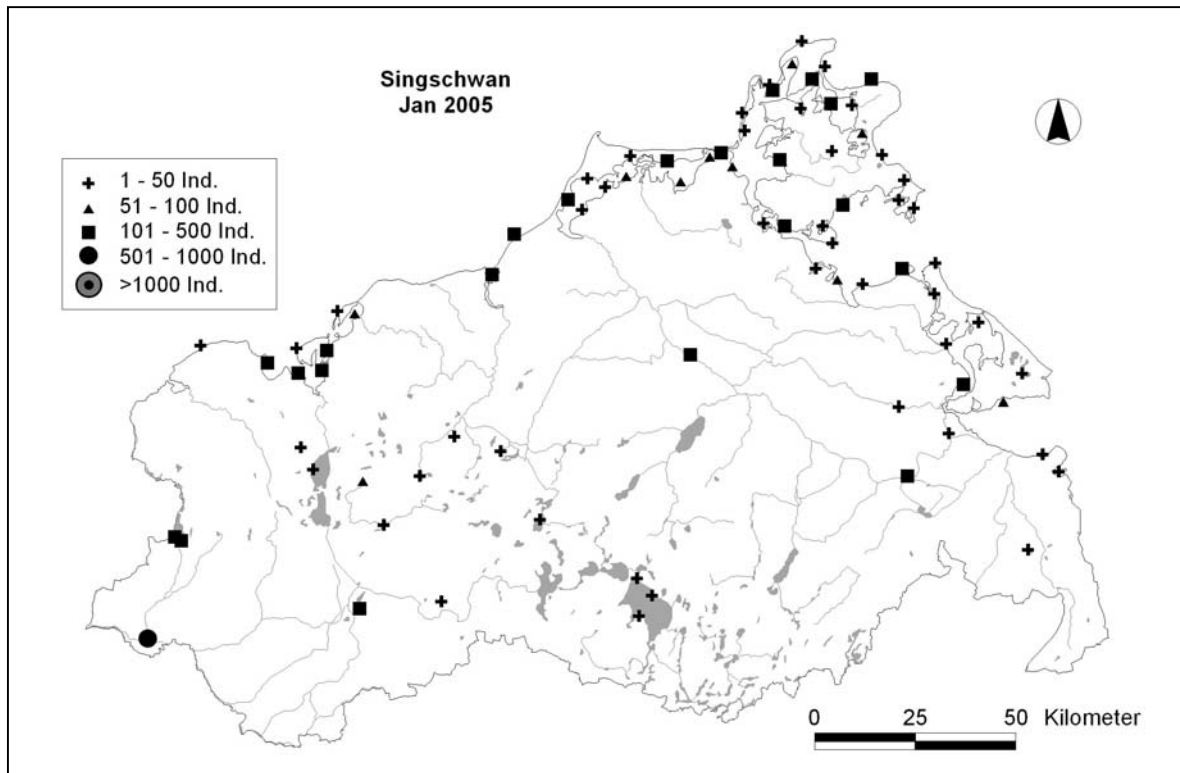 Singschwan
Jan 2005
1 - 50 Ind.
51 - 100 Ind.
101 - 500 Ind.
501 - 1000 Ind.
>1000 Ind.
0 25 50 Kilometer